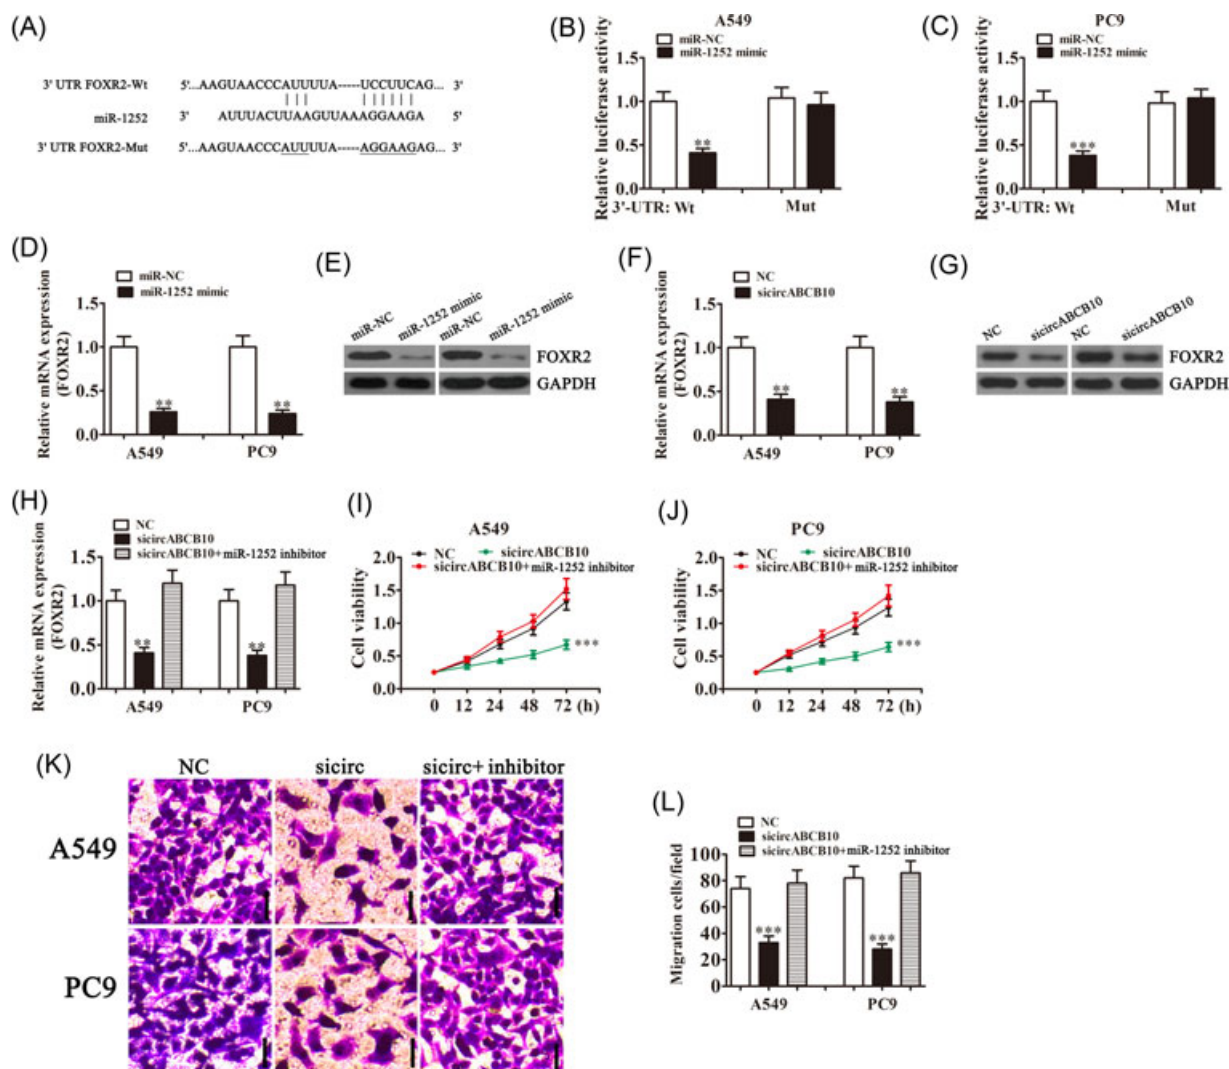 (A)
3' UTR FOXR2-Wt 5'...AAGUAACCCAUUUUA-----UCCUUCAG... 3'
miR-1252 3' AUUUACUUAAGUUAAAGGAAGA 5'
3' UTR FOXR2-Mut 5'...AAGUAACCCAUUUUA-----AGGAAGAG... 3'
(B)
A549
miR-NC
miR-1252 mimic
Relative luciferase activity
1.5
1.0
0.5
0.0
**
3'-UTR: Wt Mut
(C)
PC9
miR-NC
miR-1252 mimic
Relative luciferase activity
1.5
1.0
0.5
0.0
***
3'-UTR: Wt Mut
(D)
miR-NC
miR-1252 mimic
Relative mRNA expression
(FOXR2)
1.5
1.0
0.5
0.0
** **
A549 PC9
(E)
miR-NC miR-1252 mimic miR-NC miR-1252 mimic
FOXR2
GAPDH
(F)
NC
sicircABCB10
Relative mRNA expression
(FOXR2)
1.5
1.0
0.5
0.0
** **
A549 PC9
(G)
NC sicircABCB10 NC sicircABCB10
FOXR2
GAPDH
(H)
NC
sicircABCB10
sicircABCB10+miR-1252 inhibitor
Relative mRNA expression
(FOXR2)
1.5
1.0
0.5
0.0
** **
A549 PC9
(I)
A549
NC sicircABCB10
sicircABCB10+miR-1252 inhibitor
Cell viability
2.0
1.5
1.0
0.5
0.0
***
0 12 24 48 72 (h)
(J)
PC9
NC sicircABCB10
sicircABCB10+miR-1252 inhibitor
Cell viability
2.0
1.5
1.0
0.5
0.0
***
0 12 24 48 72 (h)
(K)
NC sicirc sicirc+ inhibitor
A549
PC9
(L)
NC
sicircABCB10
sicircABCB10+miR-1252 inhibitor
Migration cells/field
100
80
60
40
20
0
*** ***
A549 PC9